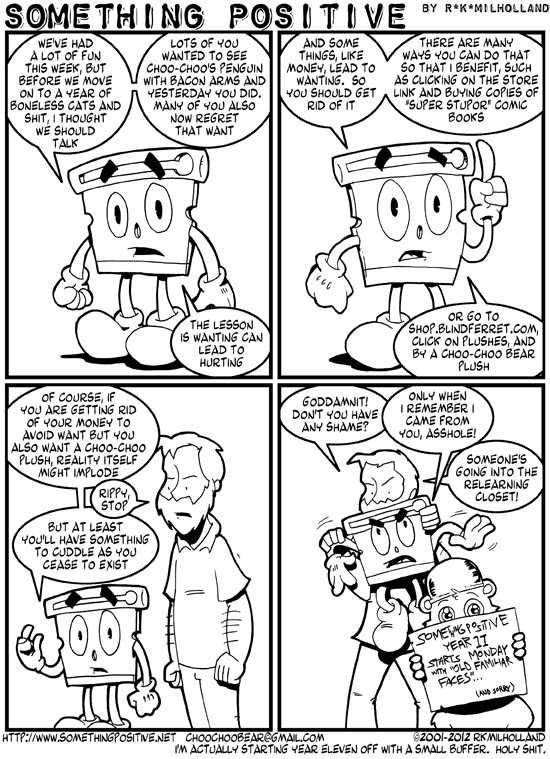 SOMETHING POSITIVE
BY R*K*MILHOLLAND
WE'VE HAD
A LOT OF FUN
THIS WEEK, BUT
BEFORE WE MOVE
ON TO A YEAR OF
BONELESS CATS AND
SHIT, I THOUGHT
WE SHOULD
TALK
LOTS OF YOU
WANTED TO SEE
CHOO-CHOO'S PENGUIN
WITH BACON ARMS AND
YESTERDAY YOU DID.
MANY OF YOU ALSO
NOW REGRET
THAT WANT
THE LESSON
IS WANTING CAN
LEAD TO
HURTING
AND SOME
THINGS, LIKE
MONEY, LEAD TO
WANTING. SO
YOU SHOULD GET
RID OF IT
THERE ARE MANY
WAYS YOU CAN DO THAT
SO THAT I BENEFIT, SUCH
AS CLICKING ON THE STORE
LINK AND BUYING COPIES OF
"SUPER STUPOR" COMIC
BOOKS
OR GO TO
SHOP.BLINDFERRET.COM,
CLICK ON PLUSHES, AND
BY A CHOO-CHOO BEAR
PLUSH
OF COURSE, IF
YOU ARE GETTING RID
OF YOUR MONEY TO
AVOID WANT BUT YOU
ALSO WANT A CHOO-CHOO
PLUSH, REALITY ITSELF
MIGHT IMPLODE
RIPPY,
STOP
BUT AT LEAST
YOU'LL HAVE SOMETHING
TO CUDDLE AS YOU
CEASE TO EXIST
GODDAMNIT!
DON'T YOU HAVE
ANY SHAME?
ONLY WHEN
I REMEMBER I
CAME FROM
YOU, ASSHOLE!
SOMEONE'S
GOING INTO THE
RELEARNING
CLOSET!
SOMETHING POSITIVE
YEAR 11
STARTS MONDAY
WITH "OLD FAMILIAR
FACES"...
(AND SORRY)
HTTP://WWW.SOMETHINGPOSITIVE.NET CHOOCHOOBEAR@GMAIL.COM ©2001-2012 RKMILHOLLAND
I'M ACTUALLY STARTING YEAR ELEVEN OFF WITH A SMALL BUFFER. HOLY SHIT.